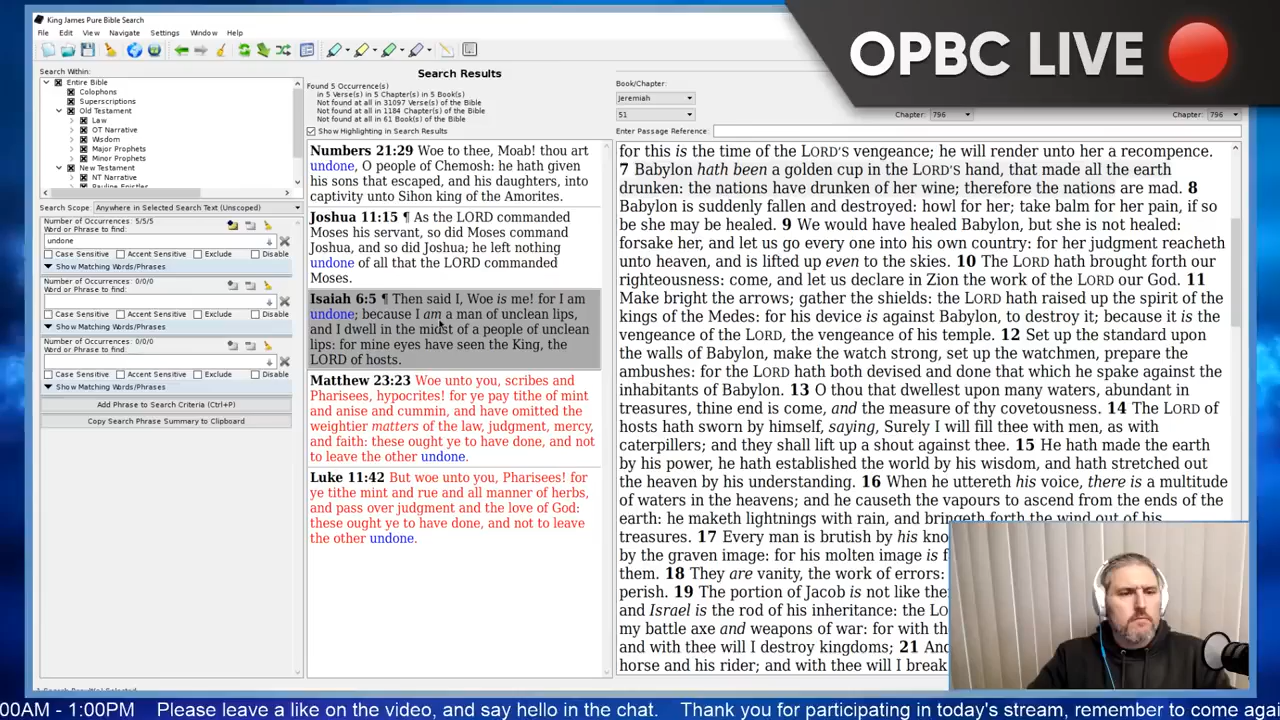 King James Pure Bible Search
File Edit View Navigate Settings Window Help
OPBC LIVE
Search Within:
Entire Bible
Colophons
Superscriptions
Old Testament
Law
OT Narrative
Wisdom
Major Prophets
Minor Prophets
New Testament
NT Narrative
Pauline Epistles
Search Scope: Anywhere in Selected Search Text (Unscoped)
Number of Occurrences: 5/5/5
Word or Phrase to find:
undone
Case Sensitive Accent Sensitive Exclude Disable
Show Matching Words/Phrases
Number of Occurrences: 0/0/0
Word or Phrase to find:
Case Sensitive Accent Sensitive Exclude Disable
Show Matching Words/Phrases
Number of Occurrences: 0/0/0
Word or Phrase to find:
Case Sensitive Accent Sensitive Exclude Disable
Show Matching Words/Phrases
Add Phrase to Search Criteria (Ctrl+P)
Copy Search Phrase Summary to Clipboard
Search Results
Found 5 Occurrence(s)
in 5 Verse(s) in 5 Chapter(s) in 5 Book(s)
Not found at all in 31097 Verse(s) of the Bible
Not found at all in 1184 Chapter(s) of the Bible
Not found at all in 61 Book(s) of the Bible
Show Highlighting in Search Results
Numbers 21:29 Woe to thee, Moab! thou art
undone, O people of Chemosh: he hath given
his sons that escaped, and his daughters, into
captivity unto Sihon king of the Amorites.
Joshua 11:15 ¶ As the LORD commanded
Moses his servant, so did Moses command
Joshua, and so did Joshua; he left nothing
undone of all that the LORD commanded
Moses.
Isaiah 6:5 ¶ Then said I, Woe is me! for I am
undone; because I am a man of unclean lips,
and I dwell in the midst of a people of unclean
lips: for mine eyes have seen the King, the
LORD of hosts.
Matthew 23:23 Woe unto you, scribes and
Pharisees, hypocrites! for ye pay tithe of mint
and anise and cummin, and have omitted the
weightier matters of the law, judgment, mercy,
and faith: these ought ye to have done, and not
to leave the other undone.
Luke 11:42 But woe unto you, Pharisees! for
ye tithe mint and rue and all manner of herbs,
and pass over judgment and the love of God:
these ought ye to have done, and not to leave
the other undone.
Book/Chapter:
Jeremiah
51 Chapter: 796 Chapter: 796
Enter Passage Reference:
for this is the time of the LORD'S vengeance; he will render unto her a recompence.
7 Babylon hath been a golden cup in the LORD'S hand, that made all the earth
drunken: the nations have drunken of her wine; therefore the nations are mad. 8
Babylon is suddenly fallen and destroyed: howl for her; take balm for her pain, if so
be she may be healed. 9 We would have healed Babylon, but she is not healed:
forsake her, and let us go every one into his own country: for her judgment reacheth
unto heaven, and is lifted up even to the skies. 10 The LORD hath brought forth our
righteousness: come, and let us declare in Zion the work of the LORD our God. 11
Make bright the arrows; gather the shields: the LORD hath raised up the spirit of the
kings of the Medes: for his device is against Babylon, to destroy it; because it is the
vengeance of the LORD, the vengeance of his temple. 12 Set up the standard upon
the walls of Babylon, make the watch strong, set up the watchmen, prepare the
ambushes: for the LORD hath both devised and done that which he spake against the
inhabitants of Babylon. 13 O thou that dwellest upon many waters, abundant in
treasures, thine end is come, and the measure of thy covetousness. 14 The LORD of
hosts hath sworn by himself, saying, Surely I will fill thee with men, as with
caterpillers; and they shall lift up a shout against thee. 15 He hath made the earth
by his power, he hath established the world by his wisdom, and hath stretched out
the heaven by his understanding. 16 When he uttereth his voice, there is a multitude
of waters in the heavens; and he causeth the vapours to ascend from the ends of the
earth: he maketh lightnings with rain, and bringeth forth the wind out of his
treasures. 17 Every man is brutish by his kno
by the graven image: for his molten image is f
them. 18 They are vanity, the work of errors:
perish. 19 The portion of Jacob is not like the
and Israel is the rod of his inheritance: the LO
my battle axe and weapons of war: for with th
and with thee will I destroy kingdoms; 21 And
horse and his rider; and with thee will I break
:00AM - 1:00PM Please leave a like on the video, and say hello in the chat. Thank you for participating in today's stream, remember to come agai